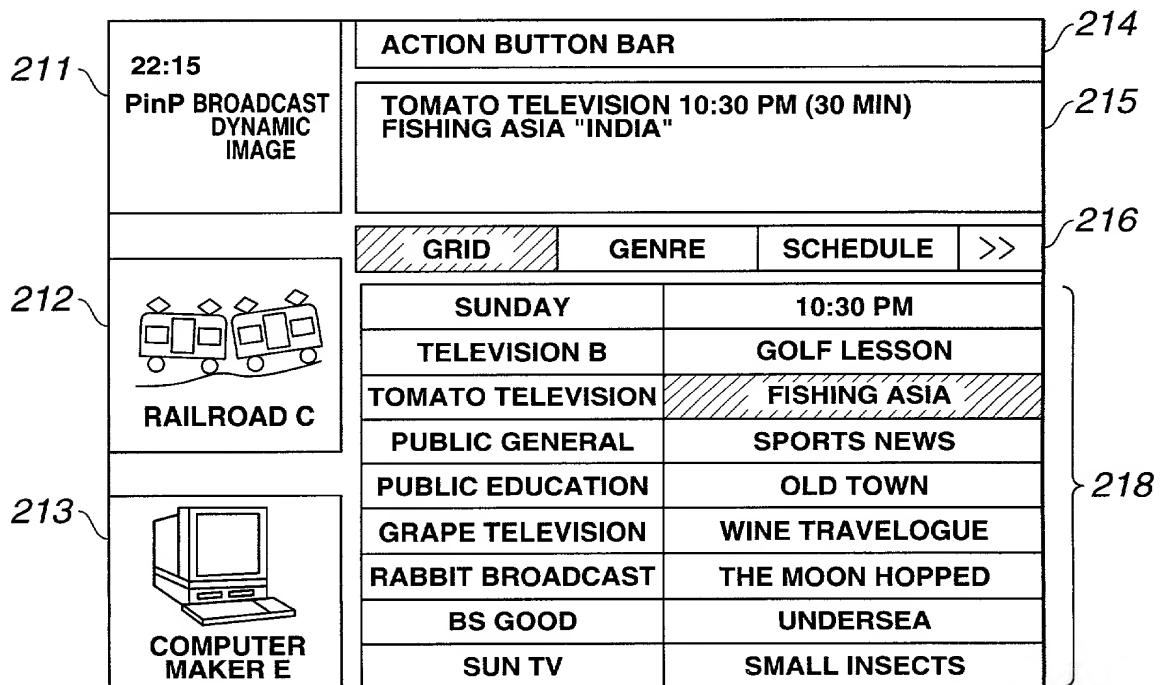 211
22:15
PinP BROADCAST
DYNAMIC
IMAGE
212
RAILROAD C
213
COMPUTER
MAKER E
ACTION BUTTON BAR
214
TOMATO TELEVISION 10:30 PM (30 MIN)
FISHING ASIA "INDIA"
215
GRID GENRE SCHEDULE >>
216
SUNDAY 10:30 PM
TELEVISION B GOLF LESSON
TOMATO TELEVISION FISHING ASIA
PUBLIC GENERAL SPORTS NEWS
PUBLIC EDUCATION OLD TOWN
GRAPE TELEVISION WINE TRAVELOGUE
RABBIT BROADCAST THE MOON HOPPED
BS GOOD UNDERSEA
SUN TV SMALL INSECTS
218